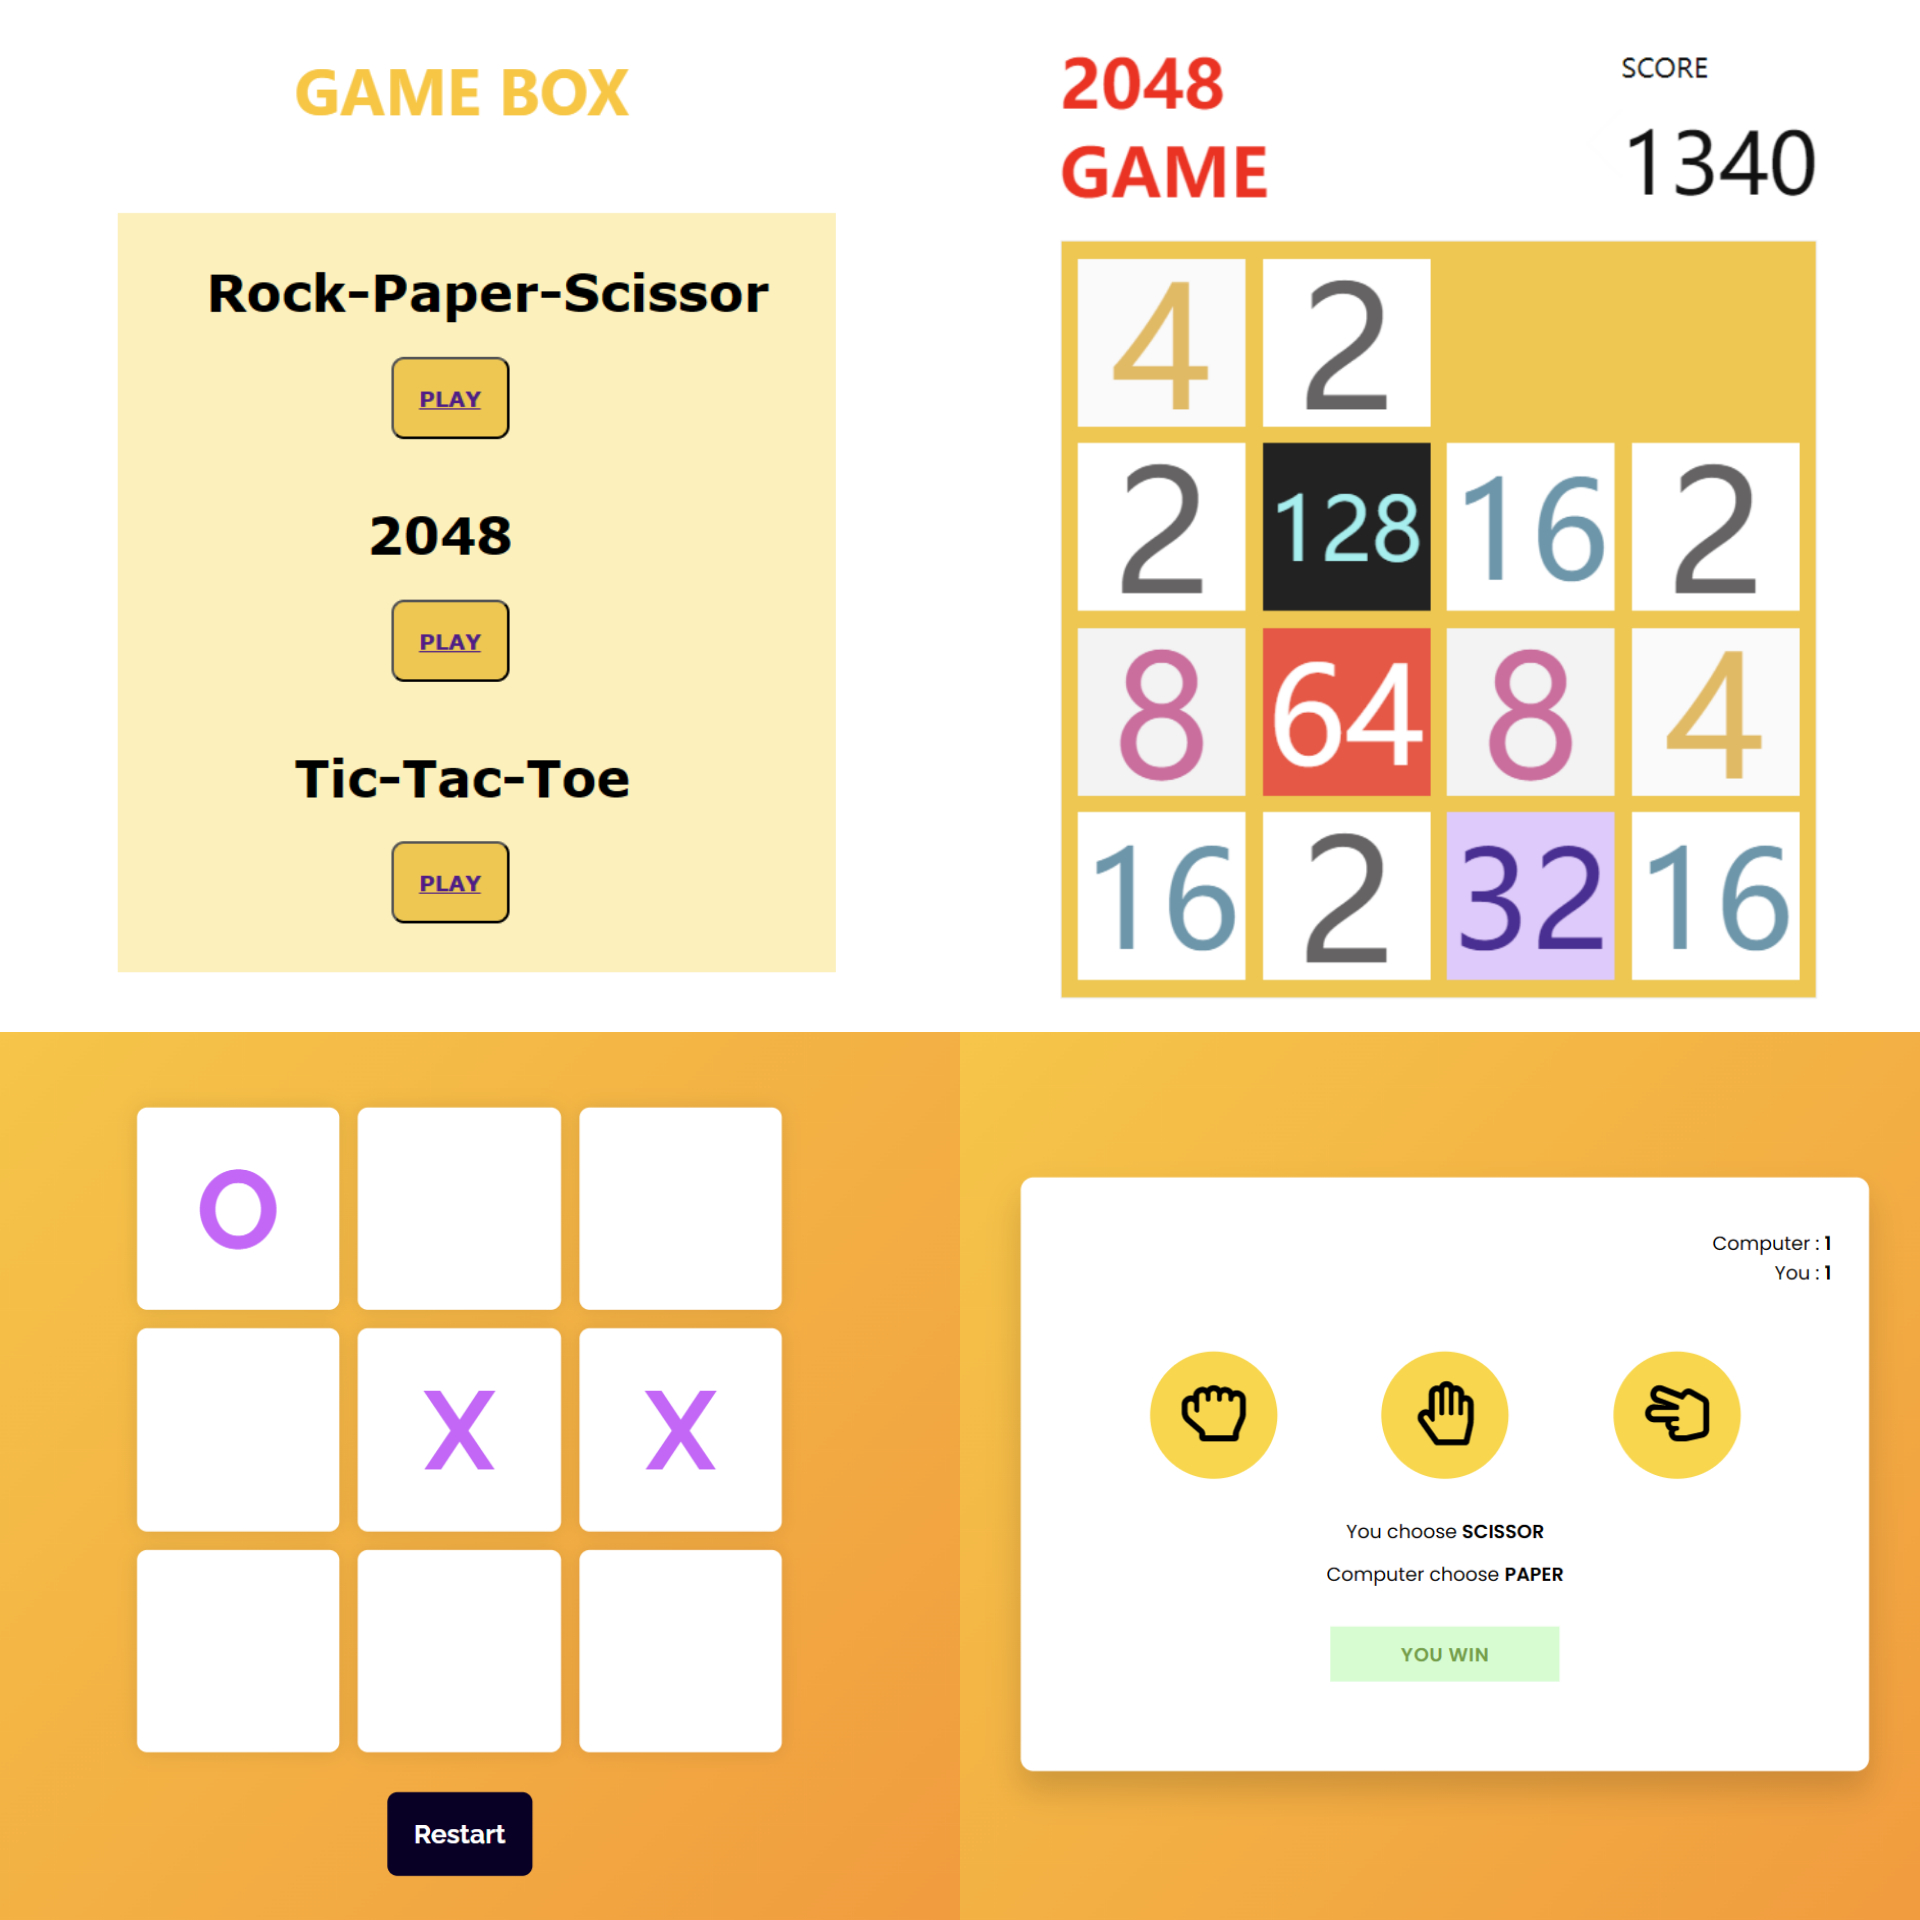 GAME BOX
Rock-Paper-Scissor
PLAY
2048
PLAY
Tic-Tac-Toe
PLAY
2048
GAME
SCORE
1340
4 2
2 128 16 2
8 64 8 4
16 2 32 16
O
X X
Restart
Computer : 1
You : 1
You choose SCISSOR
Computer choose PAPER
YOU WIN